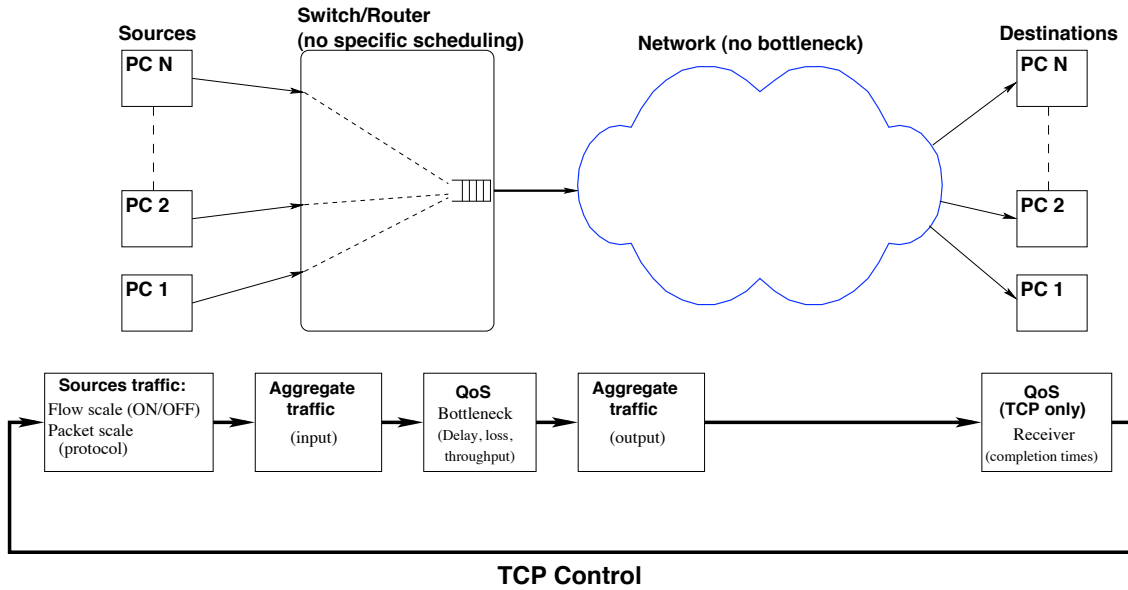 Switch/Router
(no specific scheduling)
Sources
Network (no bottleneck)
Destinations
PC N
PC N
PC 2
PC 2
PC 1
PC 1
Sources traffic:
Flow scale (ON/OFF)
Packet scale
(protocol)
Aggregate
traffic
(input)
QoS
Bottleneck
(Delay, loss,
throughput)
Aggregate
traffic
(output)
QoS
(TCP only)
Receiver
(completion times)
TCP Control